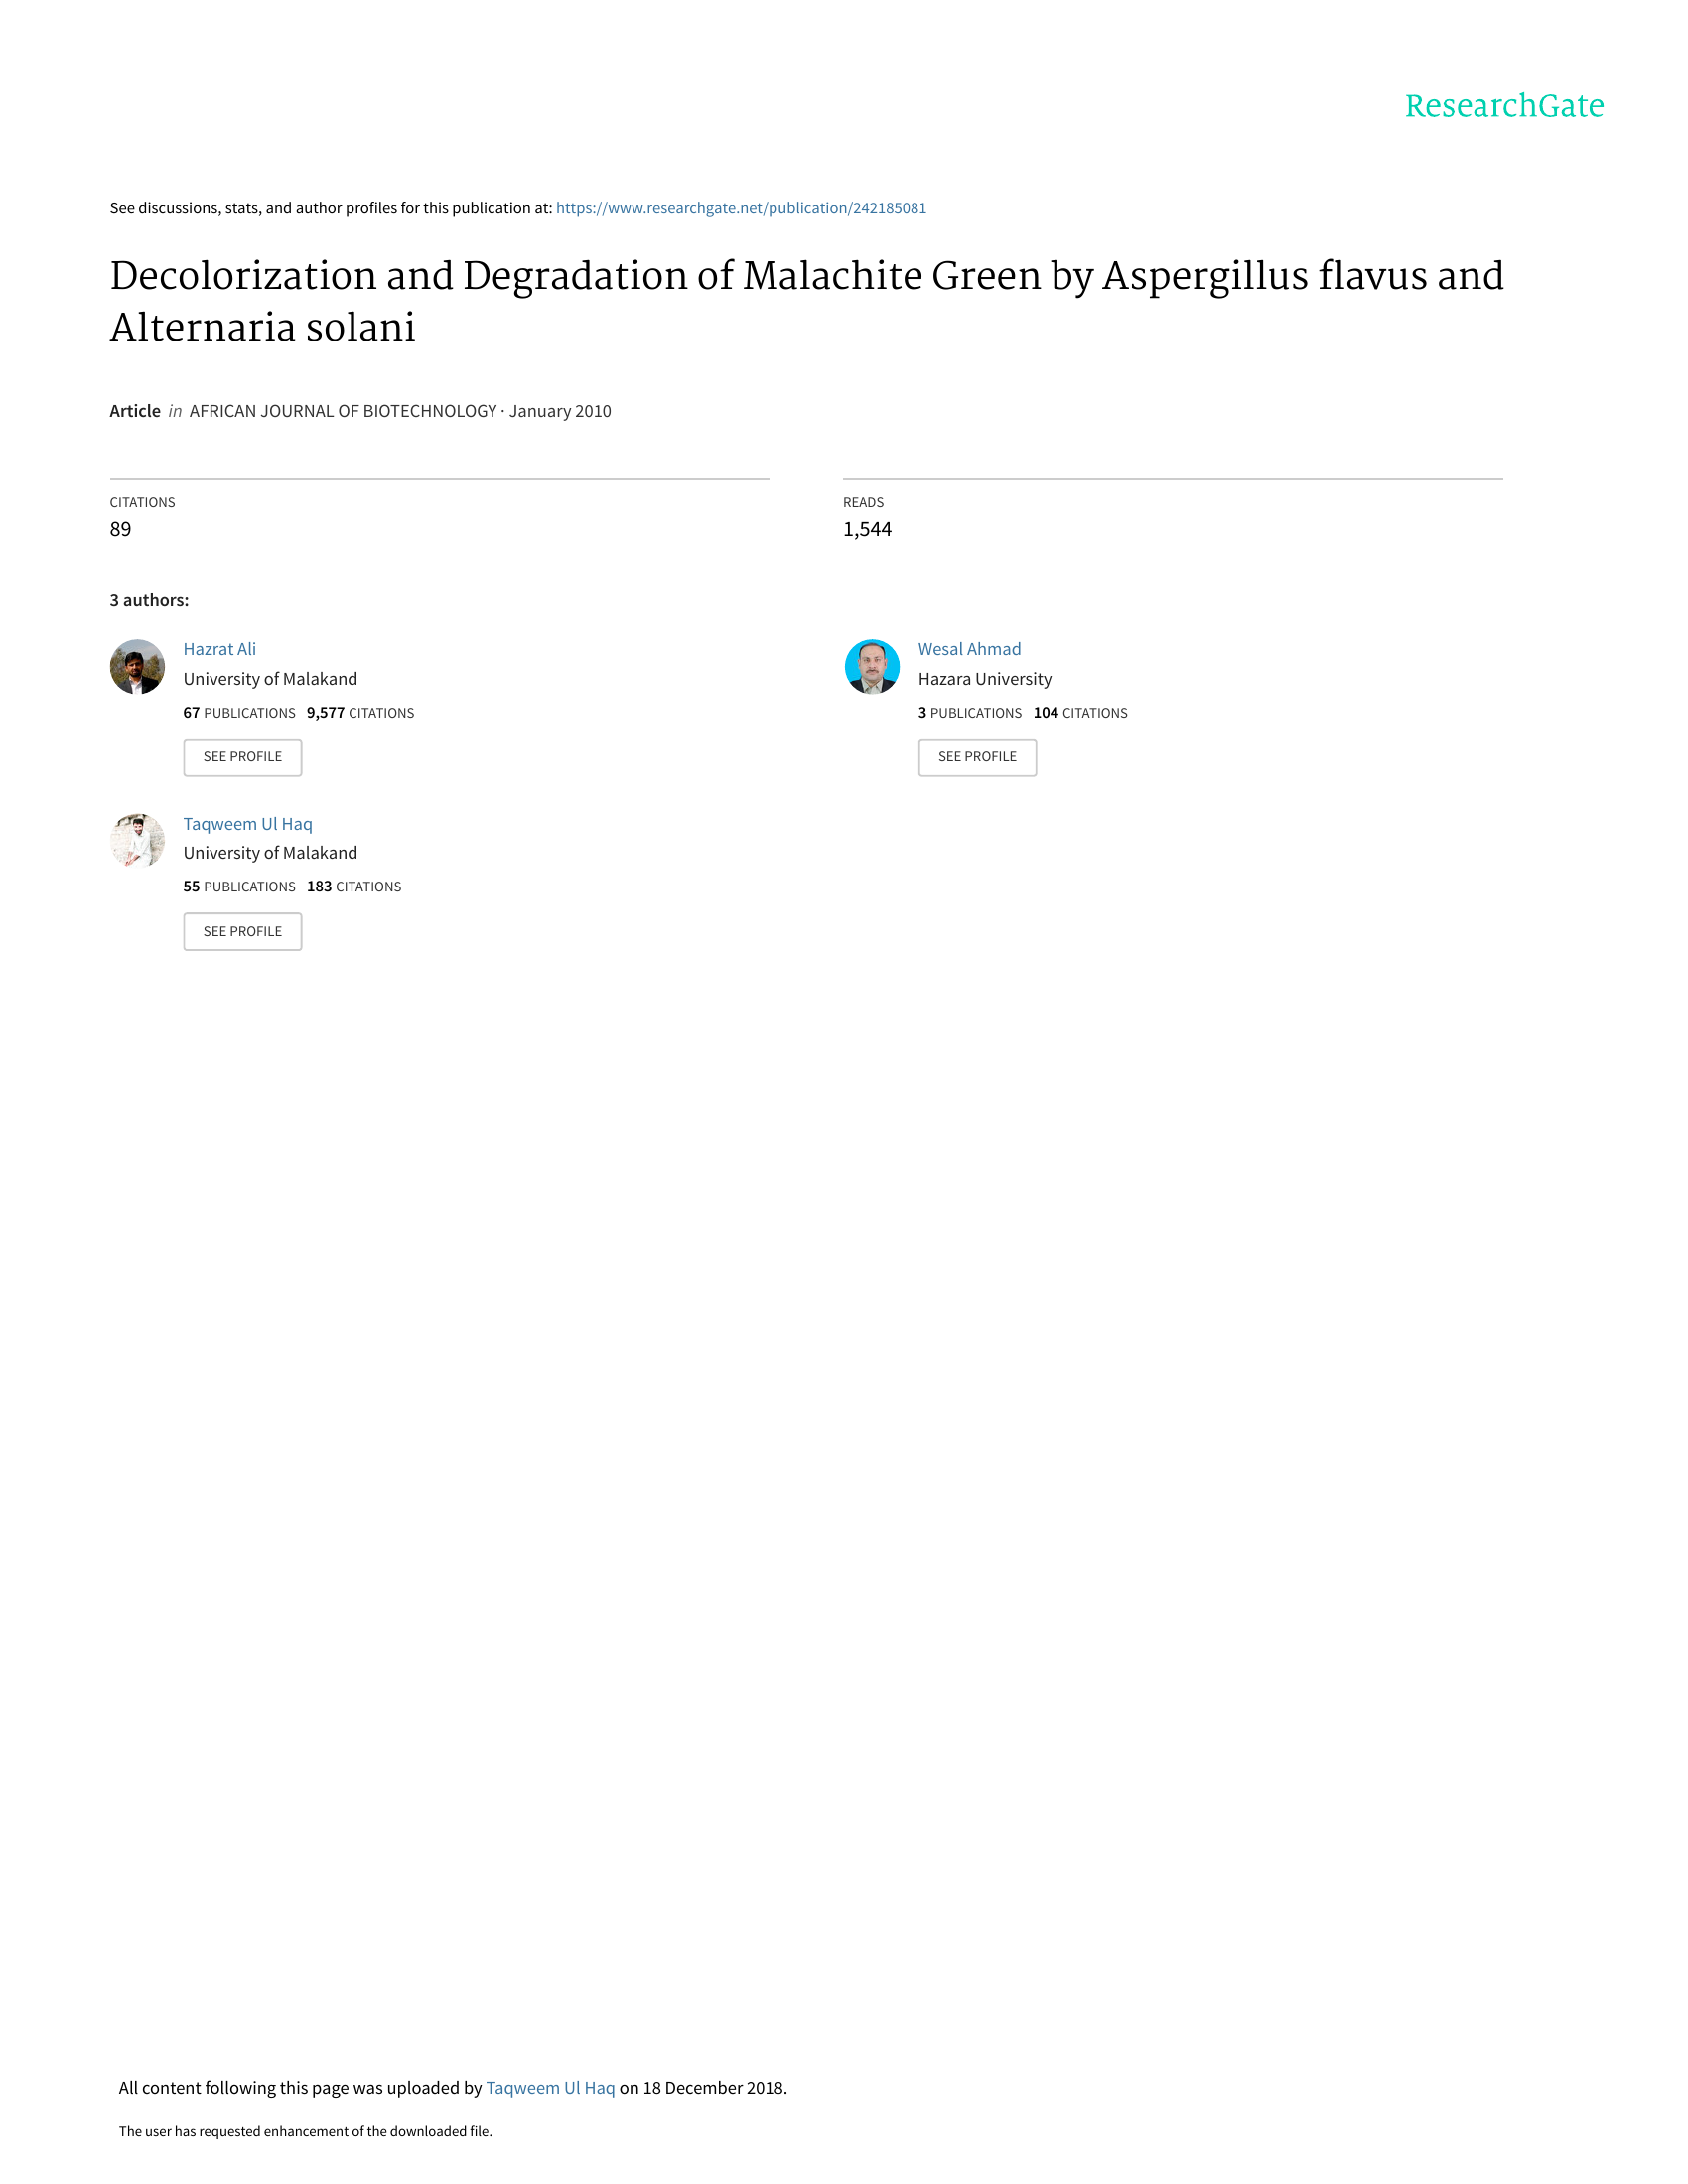 ResearchGate
See discussions, stats, and author profiles for this publication at: https://www.researchgate.net/publication/242185081
Decolorization and Degradation of Malachite Green by Aspergillus flavus and
Alternaria solani
Article in AFRICAN JOURNAL OF BIOTECHNOLOGY · January 2010
CITATIONS
89
READS
1,544
3 authors:
Hazrat Ali
University of Malakand
67 PUBLICATIONS 9,577 CITATIONS
SEE PROFILE
Wesal Ahmad
Hazara University
3 PUBLICATIONS 104 CITATIONS
SEE PROFILE
Taqweem Ul Haq
University of Malakand
55 PUBLICATIONS 183 CITATIONS
SEE PROFILE
All content following this page was uploaded by Taqweem Ul Haq on 18 December 2018.
The user has requested enhancement of the downloaded file.